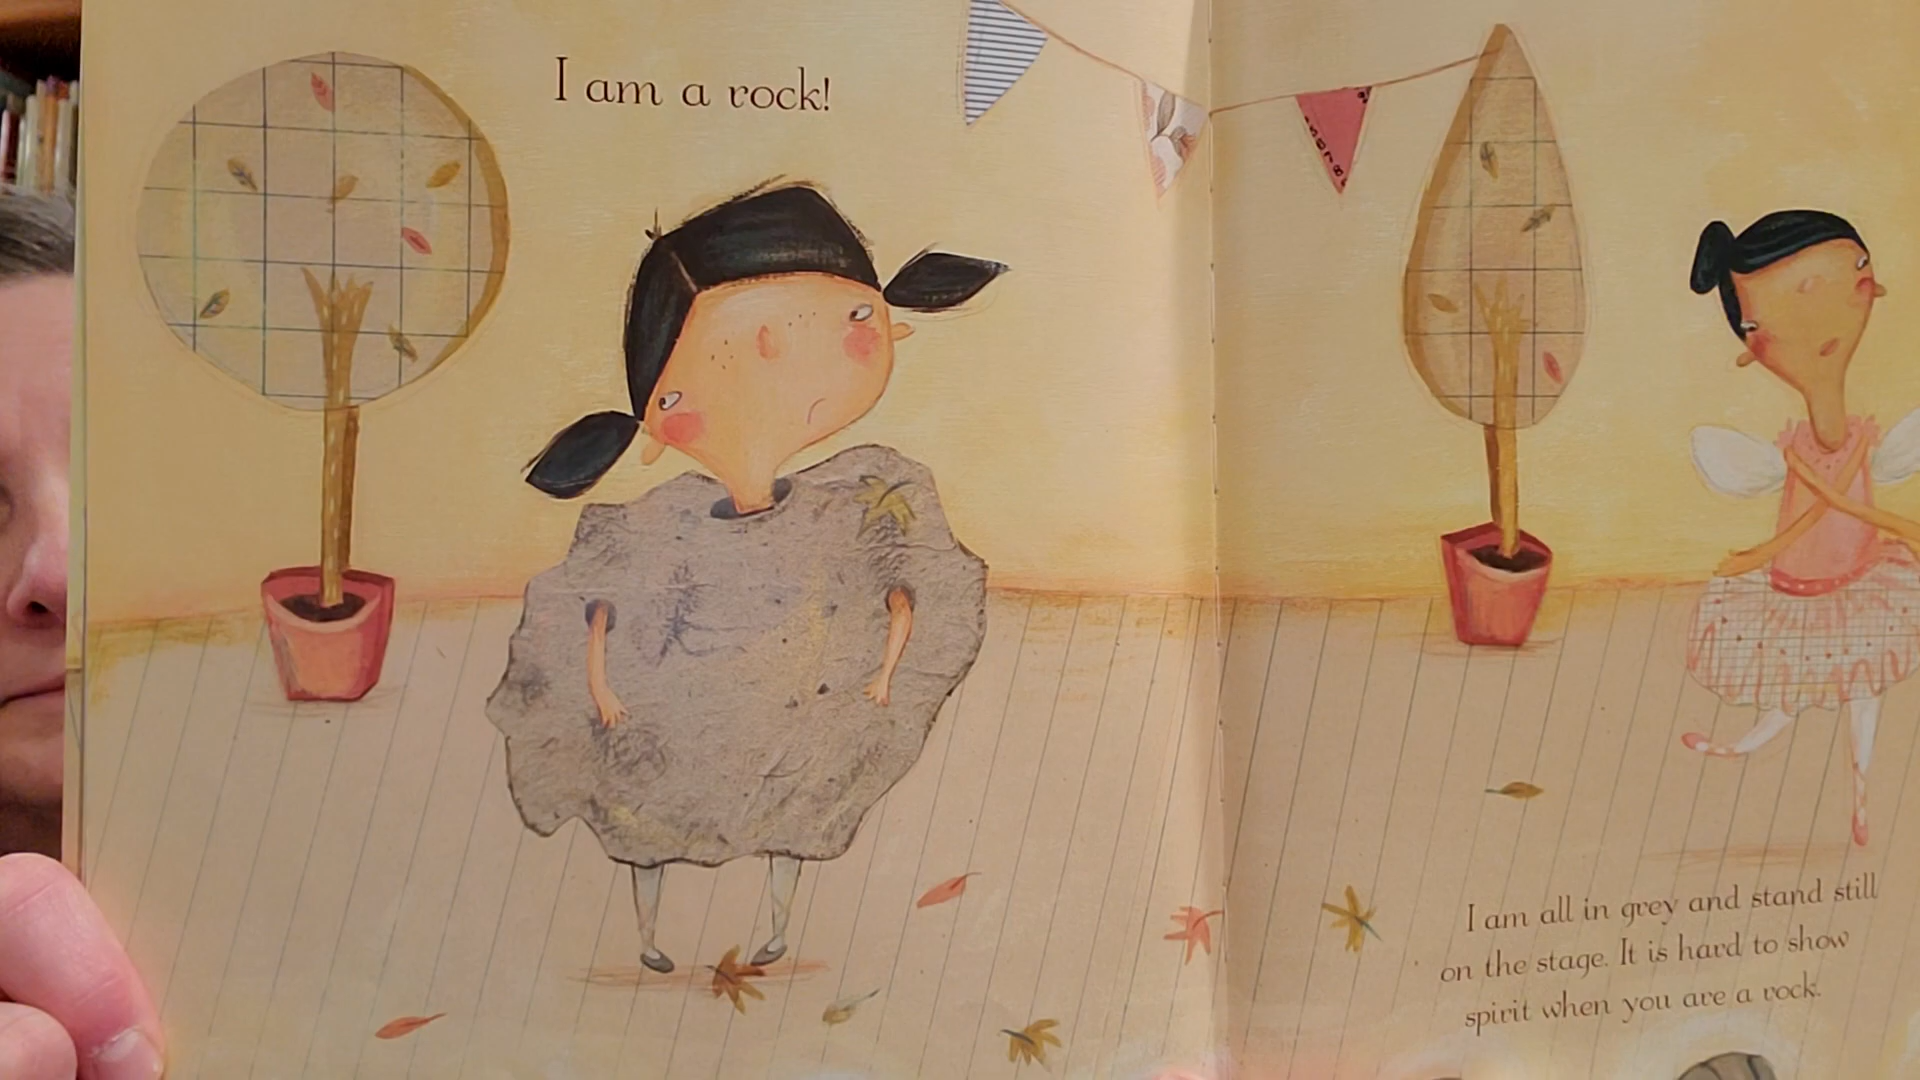 I am a rock!
I am all in grey and stand still
on the stage. It is hard to show
spirit when you are a rock.